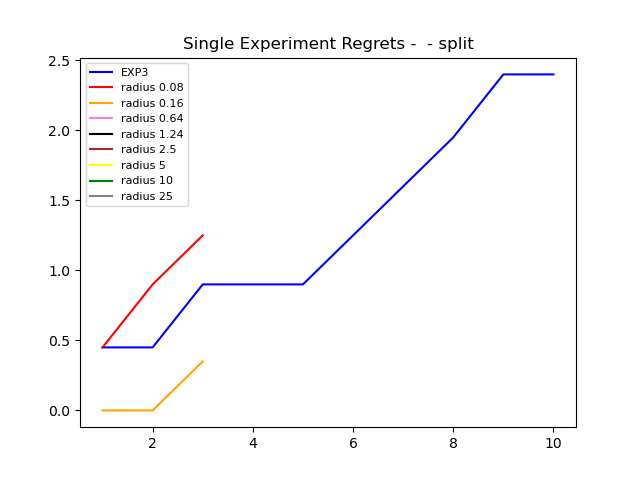 Single Experiment Regrets -  - split
2.5
2.0
1.5
1.0
0.5
0.0
EXP3
radius 0.08
radius 0.16
radius 0.64
radius 1.24
radius 2.5
radius 5
radius 10
radius 25
2 4 6 8 10